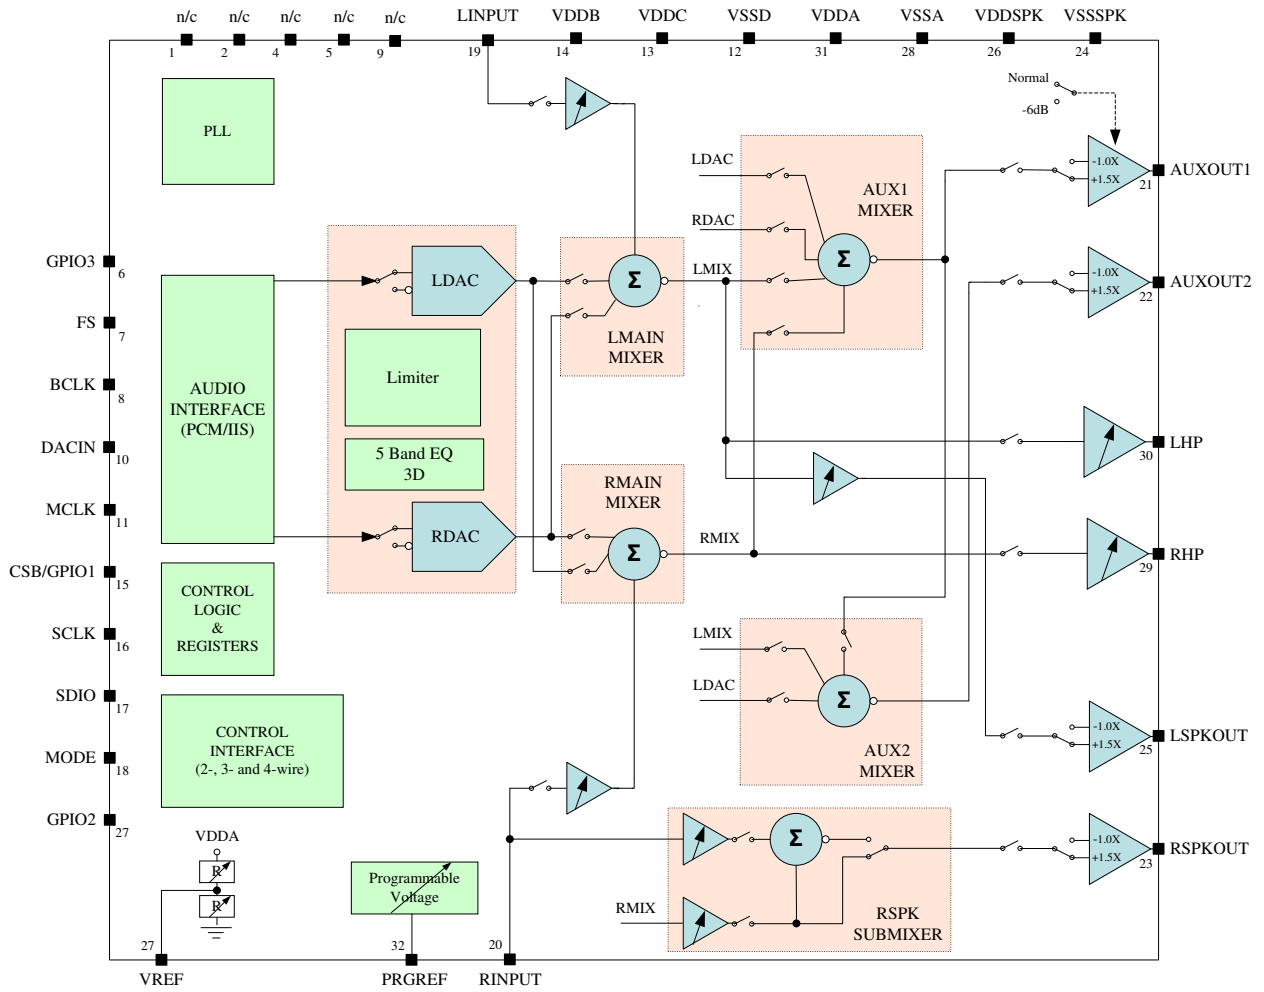 n/c n/c n/c n/c n/c LINPUT VDDB VDDC VSSD VDDA VSSA VDDSPK VSSSPK
1 2 4 5 9 19 14 13 12 31 28 26 24
Normal
-6dB
PLL
LDAC
RDAC
LMIX
AUX1
MIXER
Σ
-1.0X
+1.5X
21
AUXOUT1
-1.0X
+1.5X
22
AUXOUT2
GPIO3
6
FS
7
BCLK
8
DACIN
10
MCLK
11
CSB/GPIO1
15
SCLK
16
SDIO
17
MODE
18
GPIO2
27
AUDIO
INTERFACE
(PCM/IIS)
LDAC
Limiter
5 Band EQ
3D
RDAC
Σ
LMAIN
MIXER
RMAIN
MIXER
Σ
RMIX
LHP
30
RHP
29
CONTROL
LOGIC
&
REGISTERS
CONTROL
INTERFACE
(2-, 3- and 4-wire)
LMIX
LDAC
Σ
AUX2
MIXER
-1.0X
+1.5X
25
LSPKOUT
VDDA
R
R
Programmable
Voltage
RMIX
Σ
RSPK
SUBMIXER
-1.0X
+1.5X
23
RSPKOUT
27
VREF
32
PRGREF
20
RINPUT